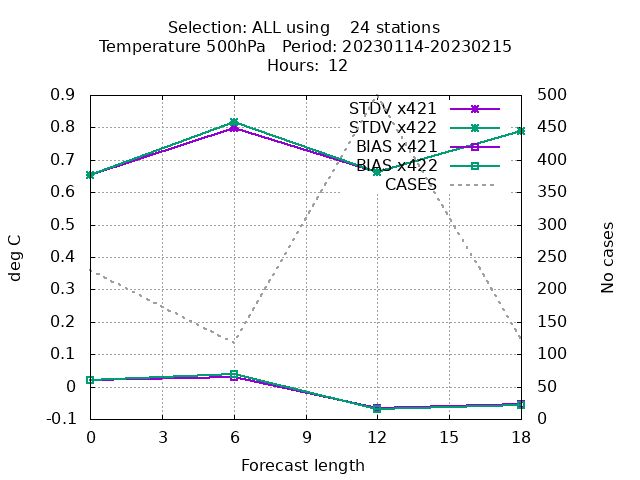 Selection: ALL using    24 stations
Temperature 500hPa   Period: 20230114-20230215
Hours:  12
0.9
0.8
0.7
0.6
0.5
0.4
0.3
0.2
0.1
0
-0.1
500
450
400
350
300
250
200
150
100
50
0
STDV x421
STDV x422
BIAS x421
BIAS x422
CASES
deg C
No cases
0 3 6 9 12 15 18
Forecast length